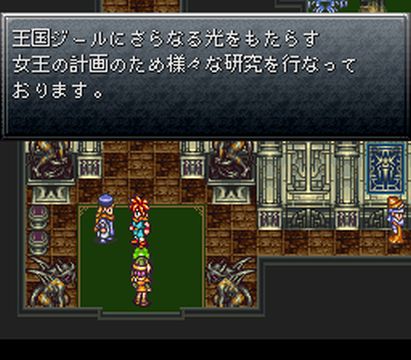 王国ジールにさらなる光をもたらす
女王の計画のため様々な研究を行なって
おります。